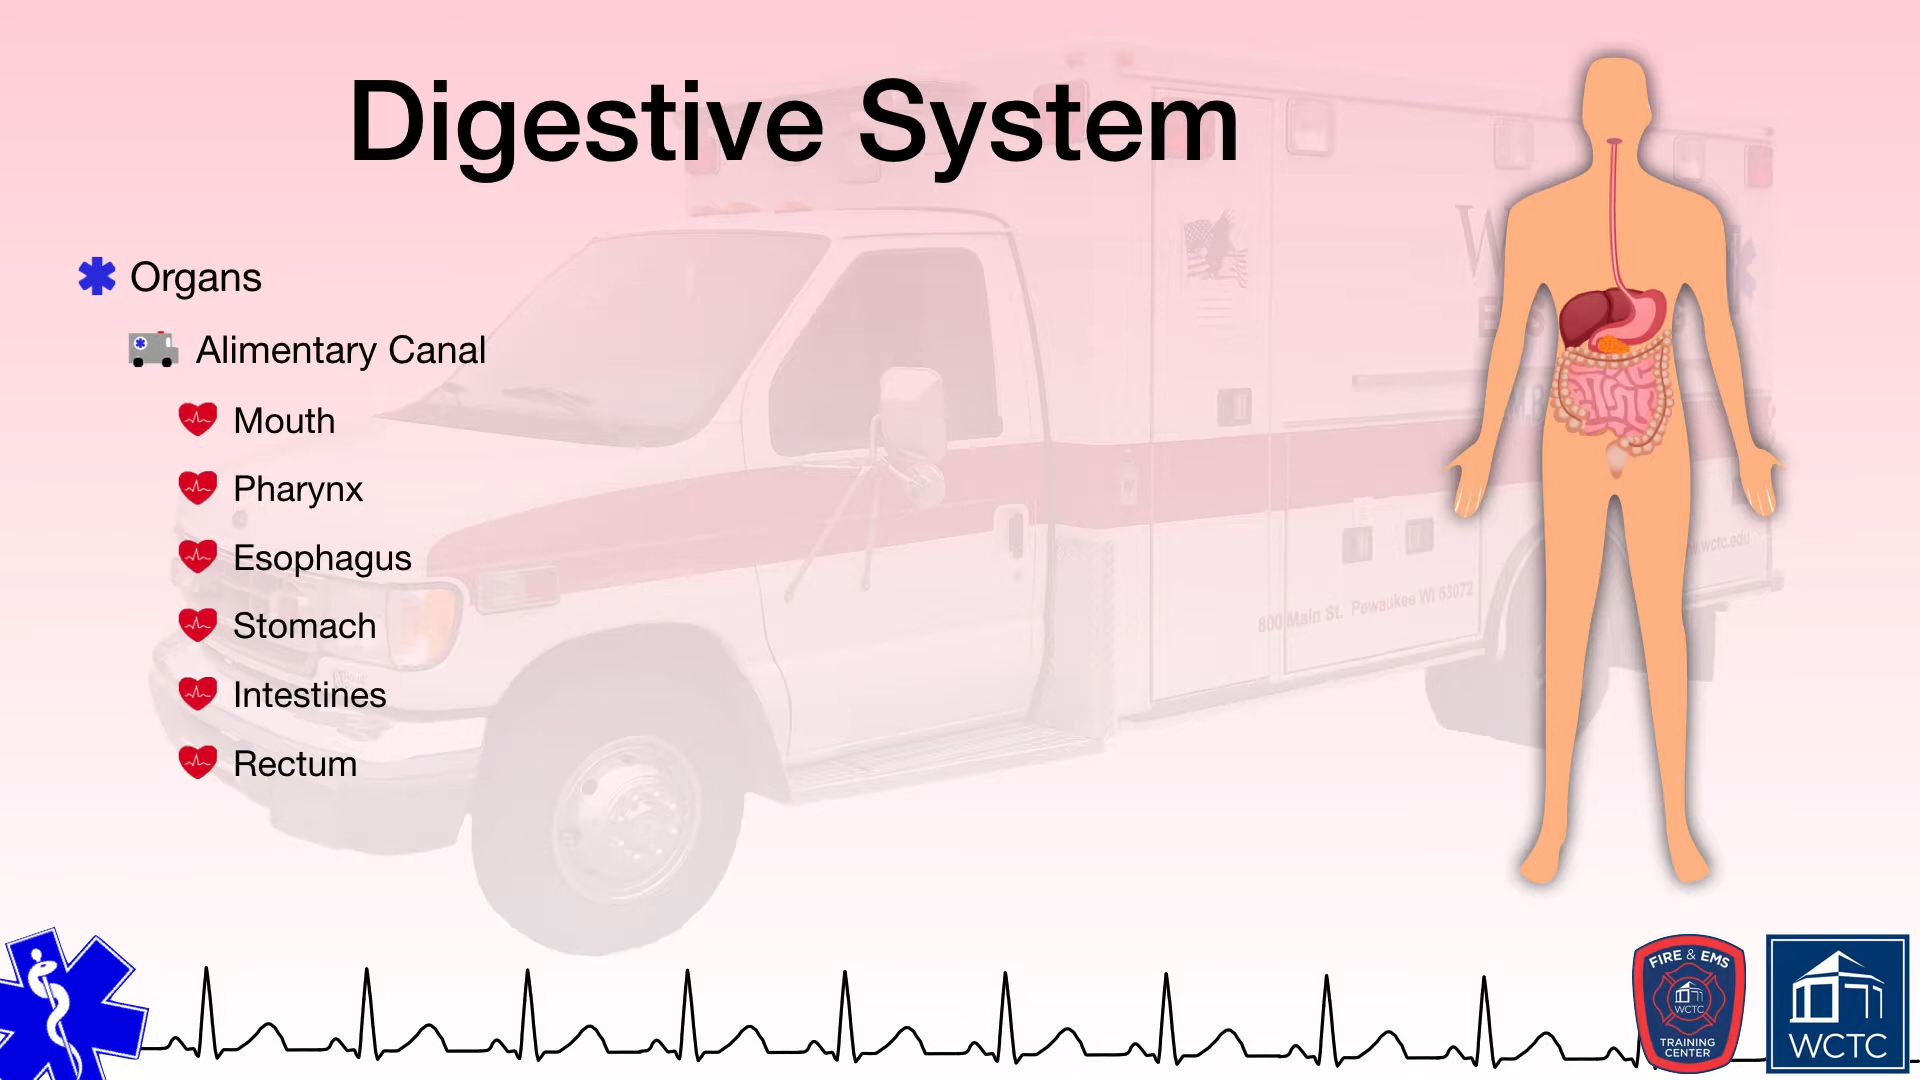 Digestive System
Organs
Alimentary Canal
Mouth
Pharynx
Esophagus
Stomach
Intestines
Rectum
800 Main St. Pewaukee WI 53072
FIRE & EMS
WCTC
TRAINING
CENTER
WCTC